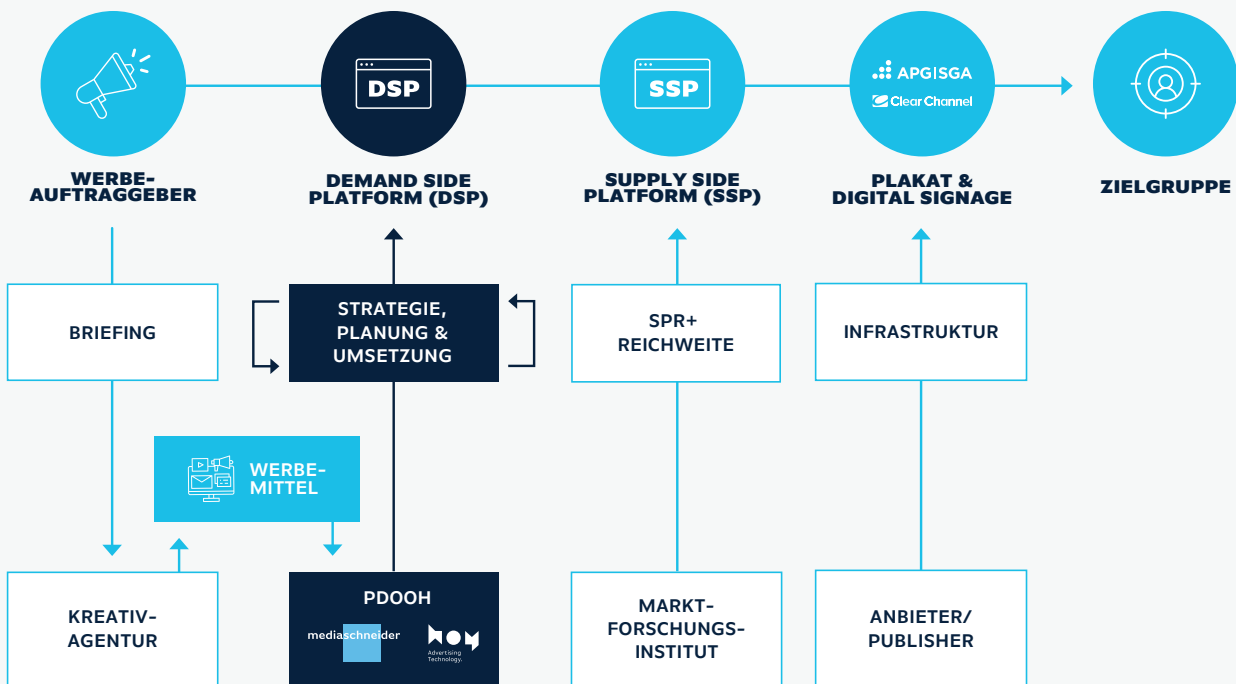 DSP
SSP
APGISGA
Clear Channel
WERBE-
AUFTRAGGEBER
DEMAND SIDE
PLATFORM (DSP)
SUPPLY SIDE
PLATFORM (SSP)
PLAKAT &
DIGITAL SIGNAGE
ZIELGRUPPE
BRIEFING
STRATEGIE,
PLANUNG &
UMSETZUNG
SPR+
REICHWEITE
INFRASTRUKTUR
WERBE-
MITTEL
KREATIV-
AGENTUR
PDOOH
mediaschneider
Advertising
Technology.
MARKT-
FORSCHUNGS-
INSTITUT
ANBIETER/
PUBLISHER